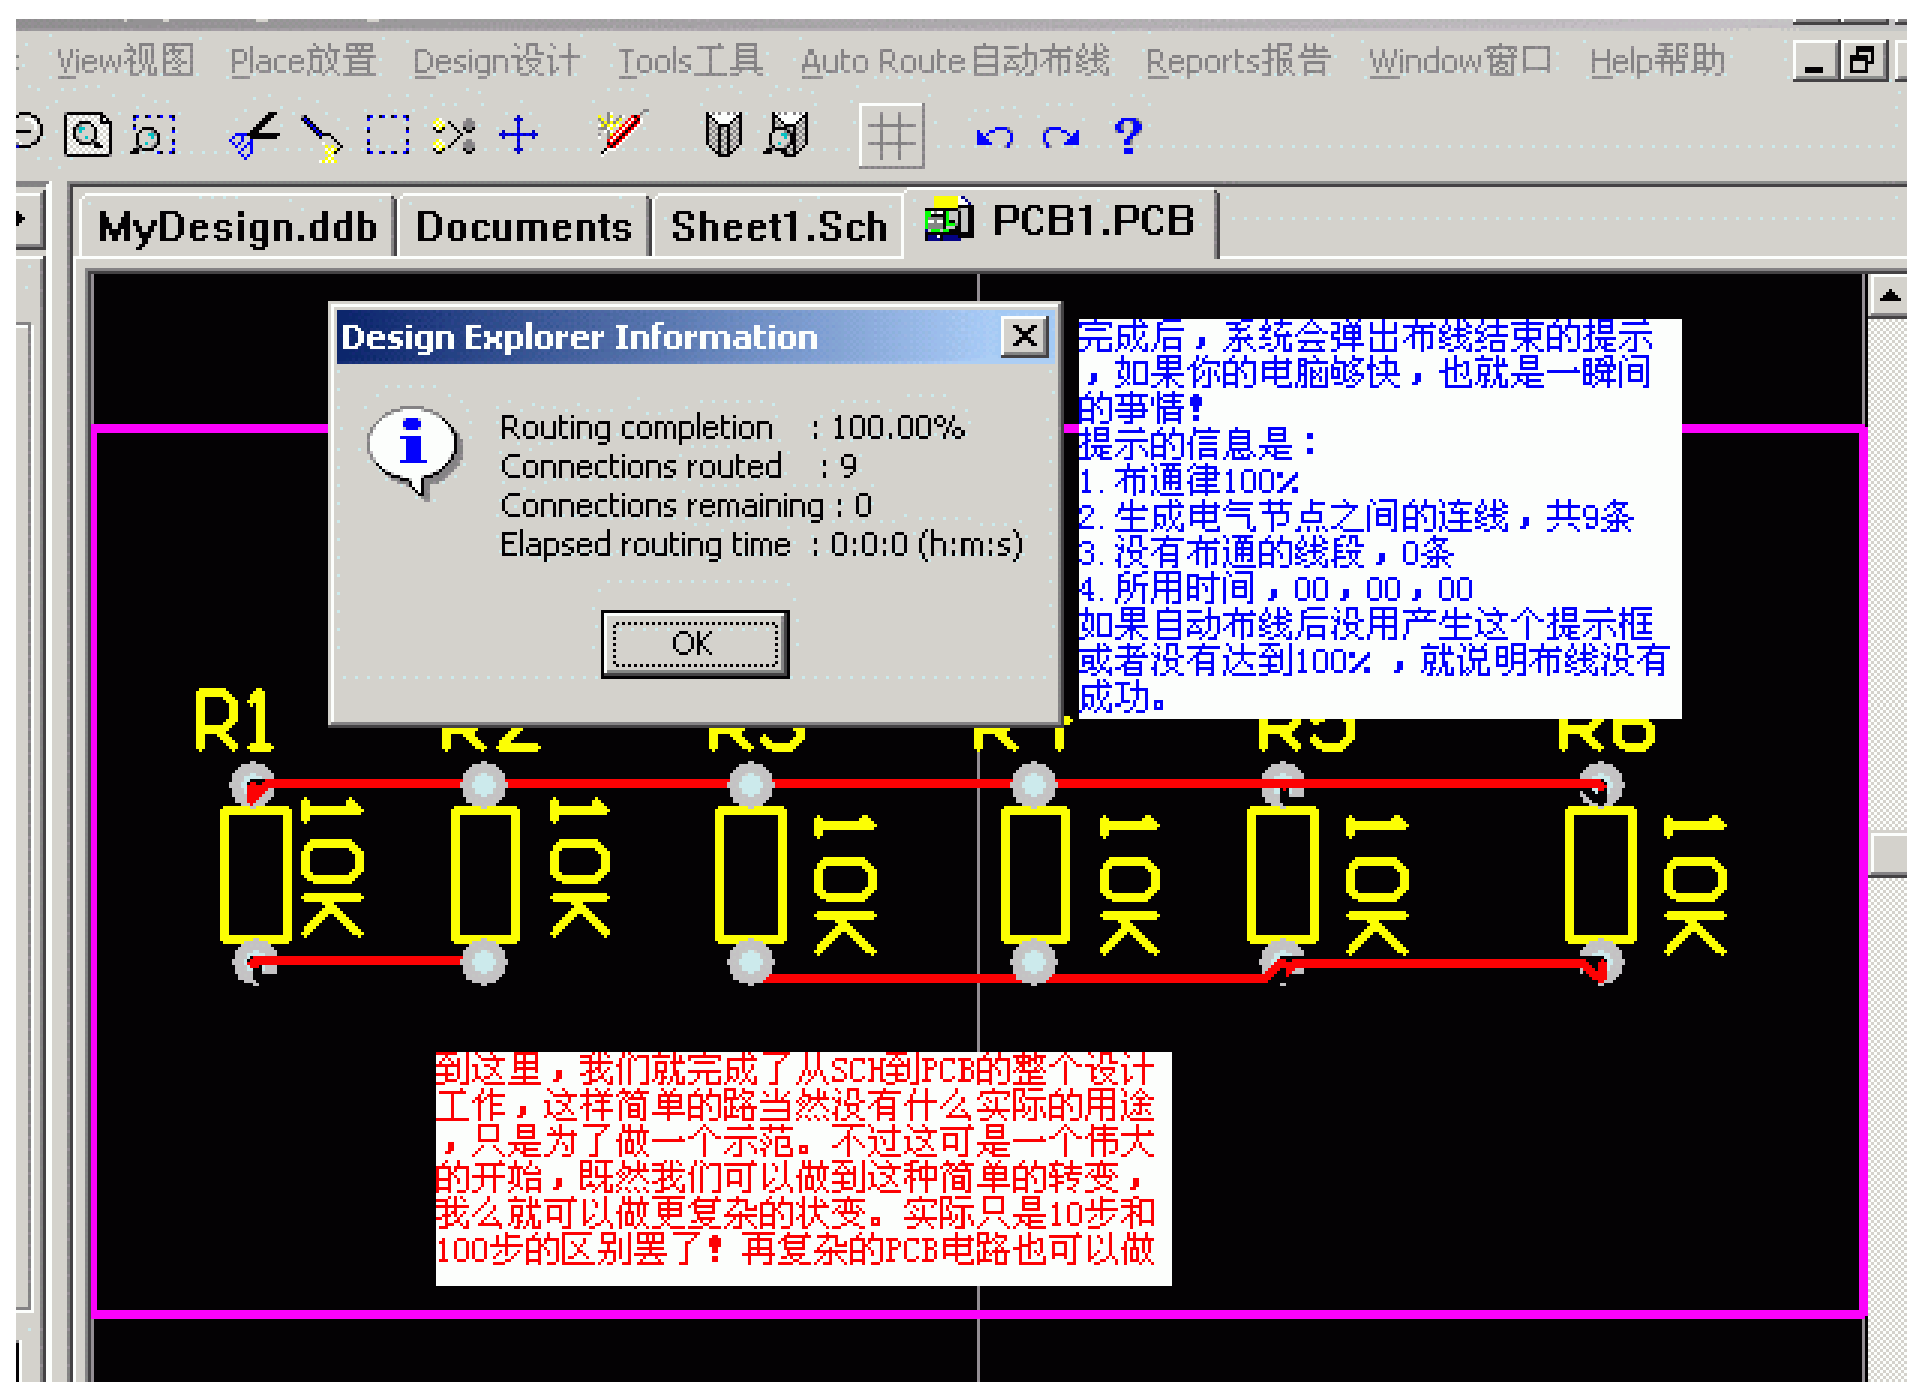 View视图 Place放置 Design设计 Tools工具 Auto Route自动布线 Reports报告 Window窗口 Help帮助
MyDesign.ddb Documents Sheet1.Sch PCB1.PCB
Design Explorer Information
Routing completion : 100.00%
Connections routed : 9
Connections remaining : 0
Elapsed routing time : 0:0:0 (h:m:s)
OK
完成后，系统会弹出布线结束的提示
，如果你的电脑够快，也就是一瞬间
的事情！
提示的信息是：
1.布通律100%
2.生成电气节点之间的连线，共9条
3.没有布通的线段，0条
4.所用时间，00，00，00
如果自动布线后没用产生这个提示框
或者没有达到100%，就说明布线没有
成功。
R1 R2 R3 R4 R5 R6
10K 10K 10K 10K 10K 10K
到这里，我们就完成了从SCH到PCB的整个设计
工作，这样简单的路当然没有什么实际的用途
，只是为了做一个示范。不过这可是一个伟大
的开始，既然我们可以做到这种简单的转变，
我么就可以做更复杂的状变。实际只是10步和
100步的区别罢了！再复杂的PCB电路也可以做